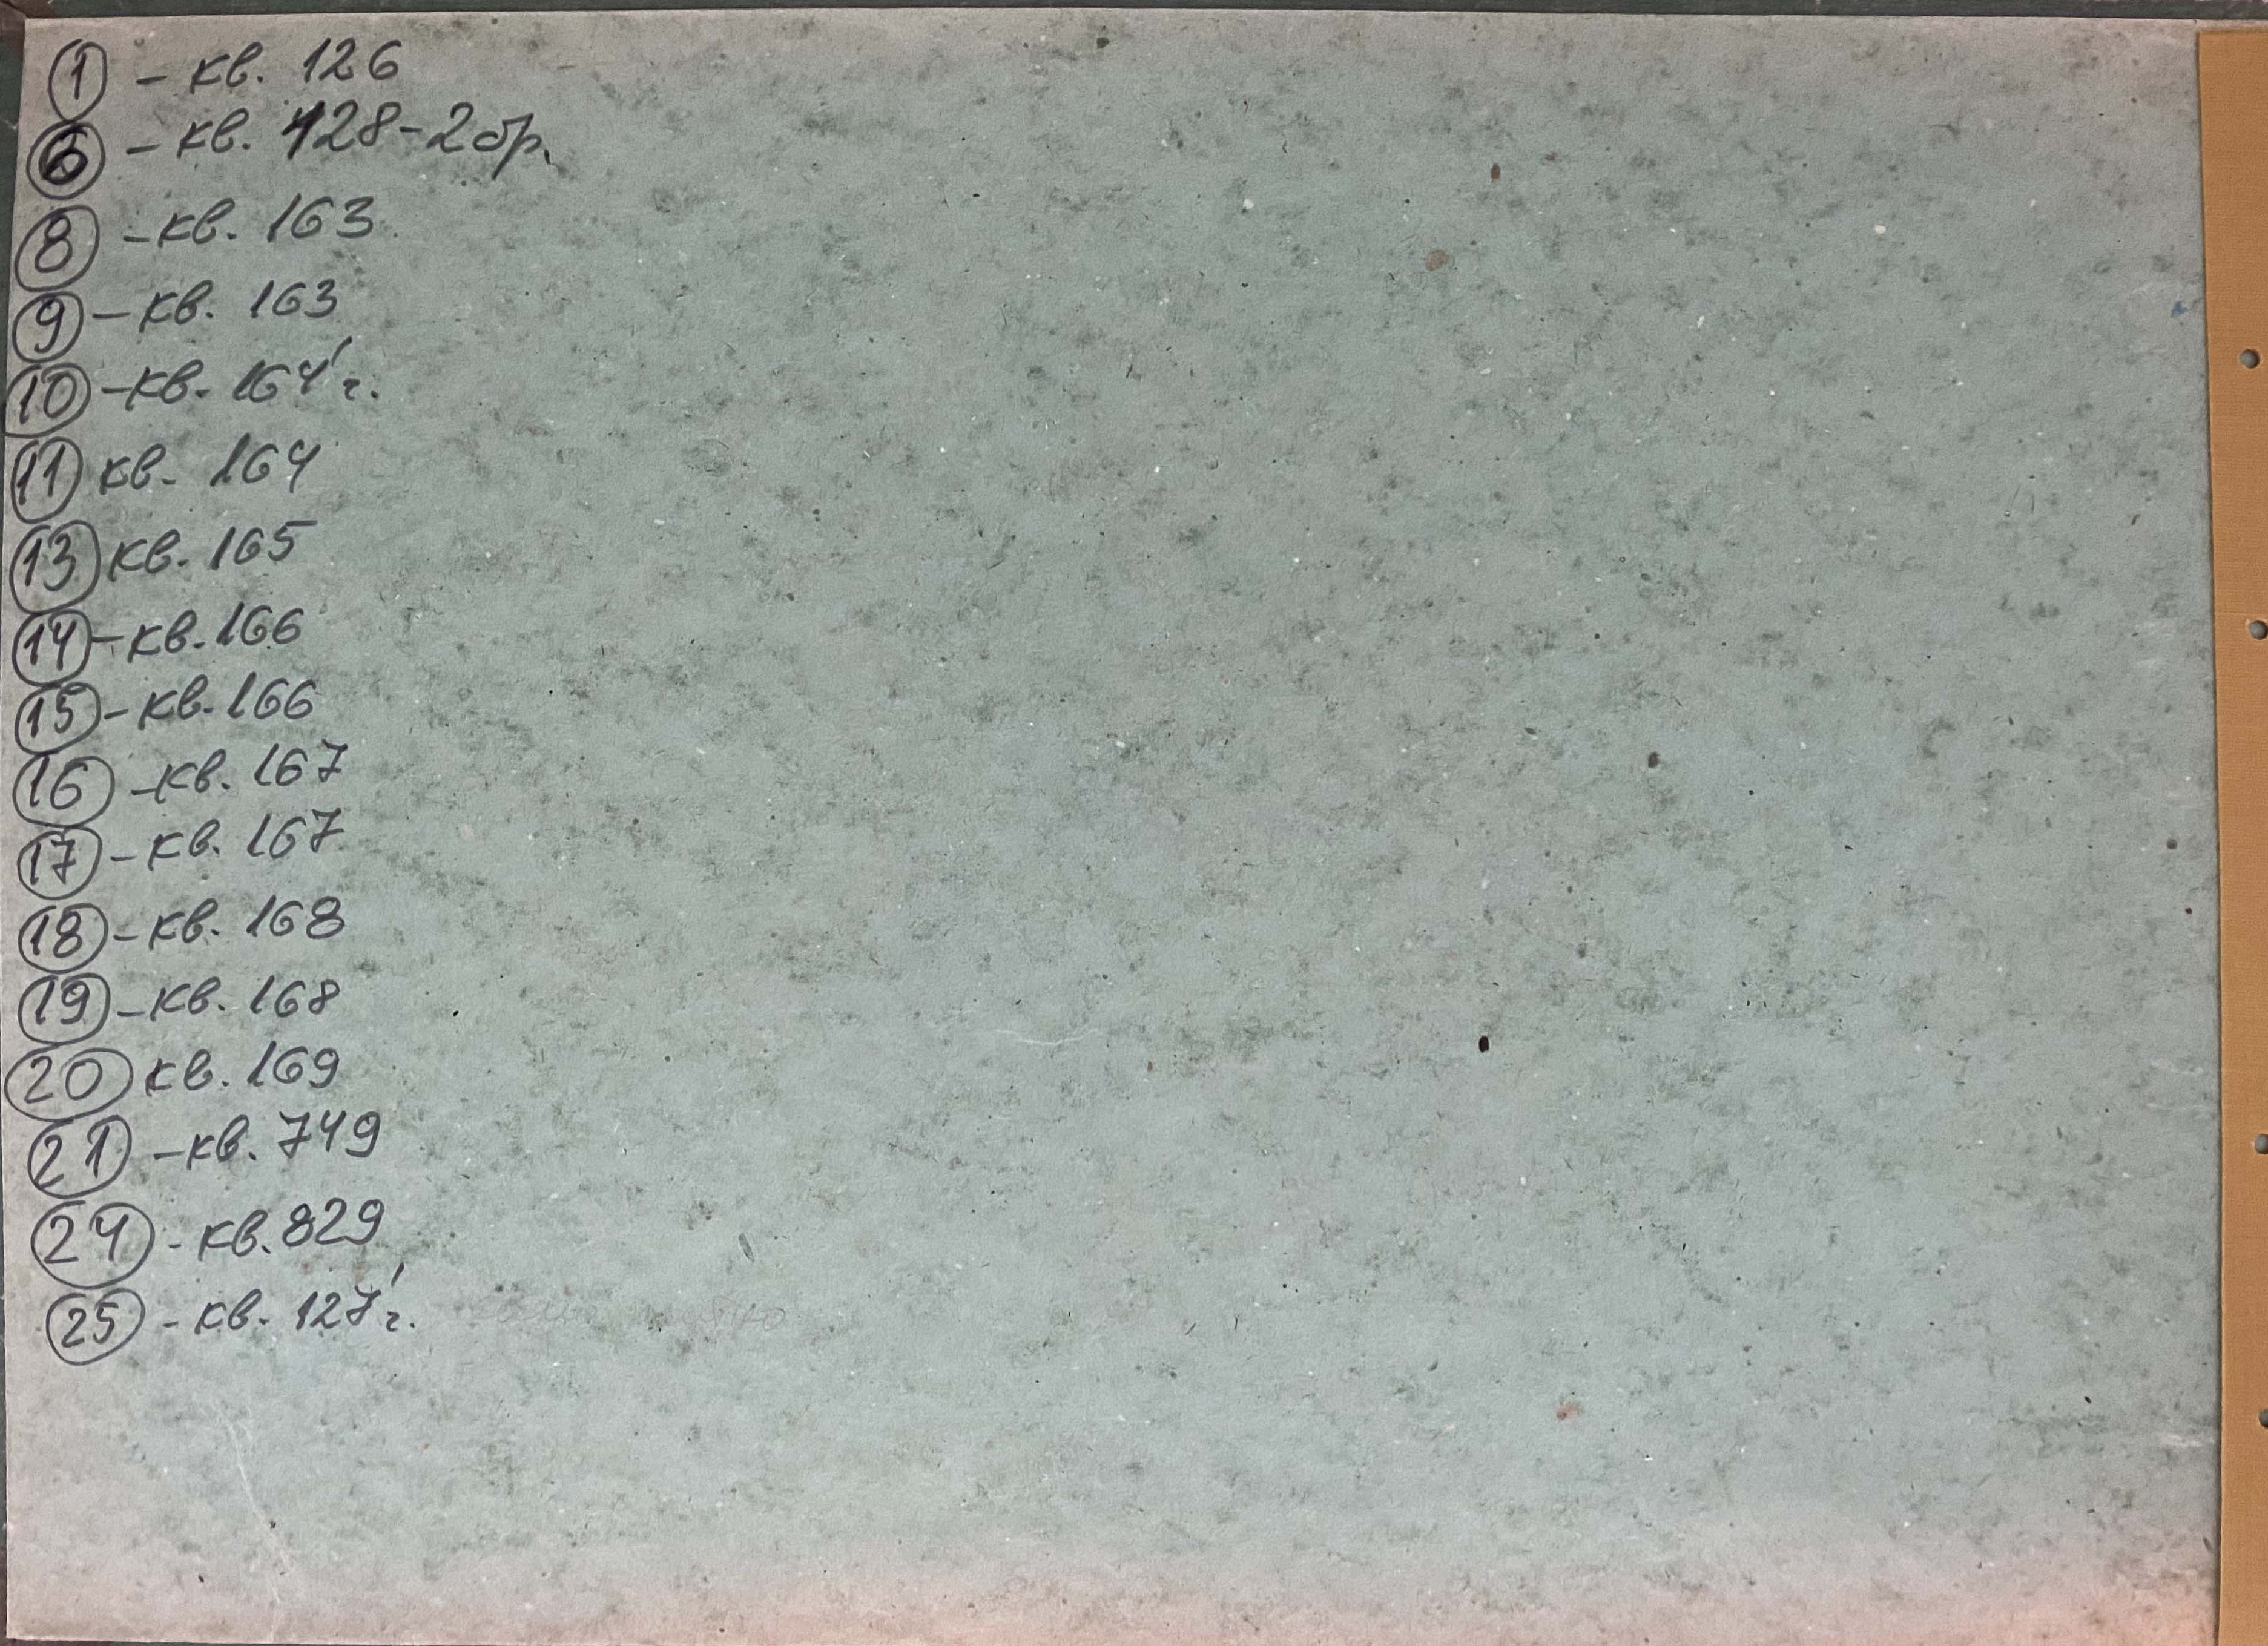 ① - кв. 126
⑥ - кв. 128-2бр.
⑧ - кв. 163
⑨ - кв. 163
⑩ - кв. 164'г.
⑪ кв. 164
⑬ кв. 165
⑭ - кв. 166
⑮ - кв. 166
⑯ - кв. 167
⑰ - кв. 167
⑱ - кв. 168
⑲ - кв. 168
⑳ кв. 169
㉑ - кв. 749
㉔ - кв. 829
㉕ - кв. 127'г.